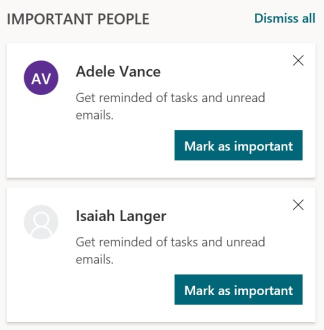 IMPORTANT PEOPLE Dismiss all
AV Adele Vance
Get reminded of tasks and unread
emails.
Mark as important
Isaiah Langer
Get reminded of tasks and unread
emails.
Mark as important